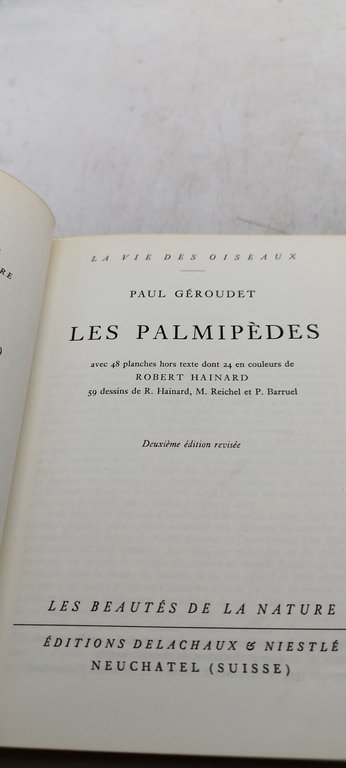 LA VIE DES OISEAUX
PAUL GÉROUDET
LES PALMIPÈDES
avec 48 planches hors texte dont 24 en couleurs de
ROBERT HAINARD
59 dessins de R. Hainard, M. Reichel et P. Barruel
Deuxième édition revisée
LES BEAUTÉS DE LA NATURE
ÉDITIONS DELACHAUX & NIESTLÉ
NEUCHATEL (SUISSE)